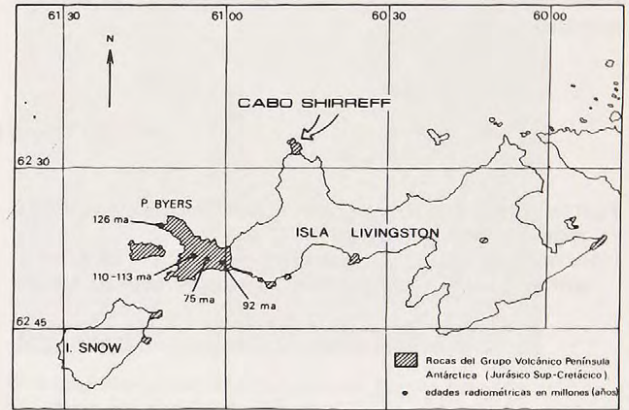 61 30
61 00
60 30
60 00
N
CABO SHIRREFF
62 30
P. BYERS
126 ma
ISLA LIVINGSTON
110-113 ma
75 ma
92 ma
62 45
I. SNOW
Rocas del Grupo Volcánico Península
Antárctica (Jurásico Sup-Cretácico)
edades radiométricas en millones (años)